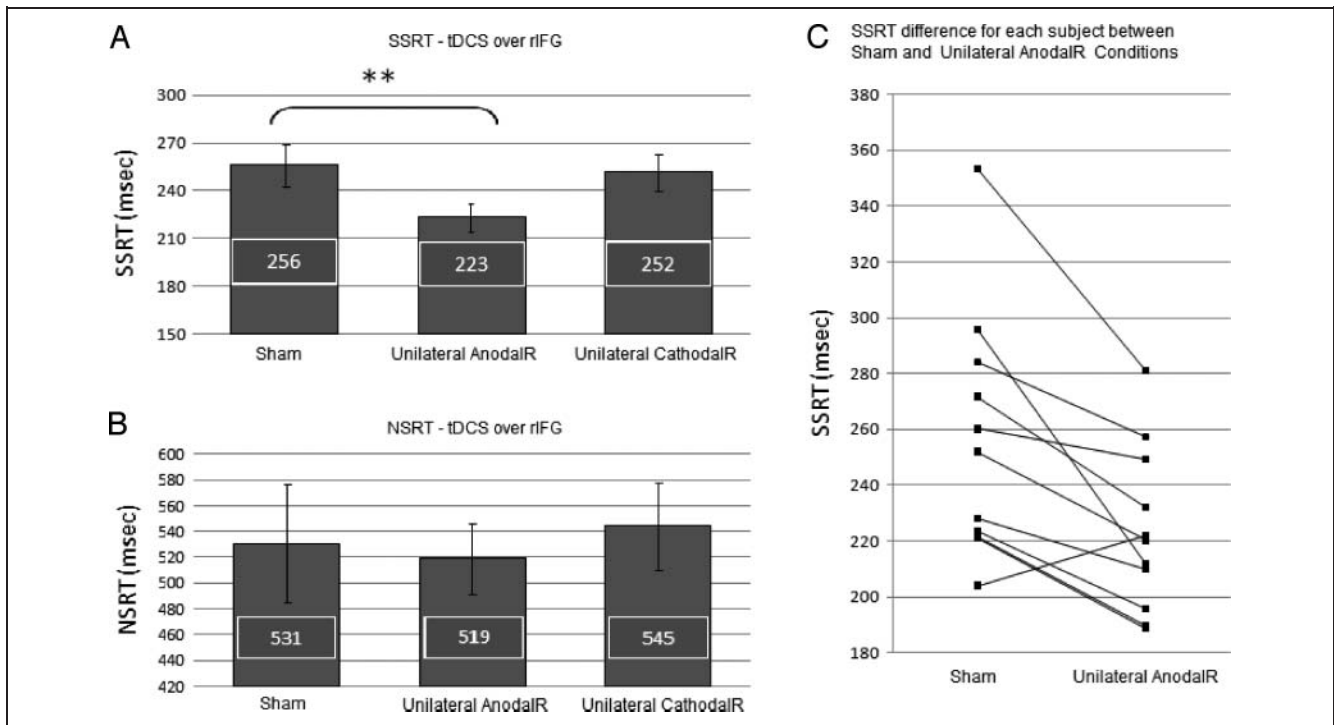 A
SSRT - tDCS over rIFG
**
SSRT (msec)
300
270
240
210
180
150
256
223
252
Sham
Unilateral AnodalR
Unilateral CathodalR
B
NSRT - tDCS over rIFG
NSRT (msec)
600
580
560
540
520
500
480
460
440
420
531
519
545
Sham
Unilateral AnodalR
Unilateral CathodalR
C
SSRT difference for each subject between
Sham and Unilateral AnodalR Conditions
SSRT (msec)
380
360
340
320
300
280
260
240
220
200
180
Sham
Unilateral AnodalR